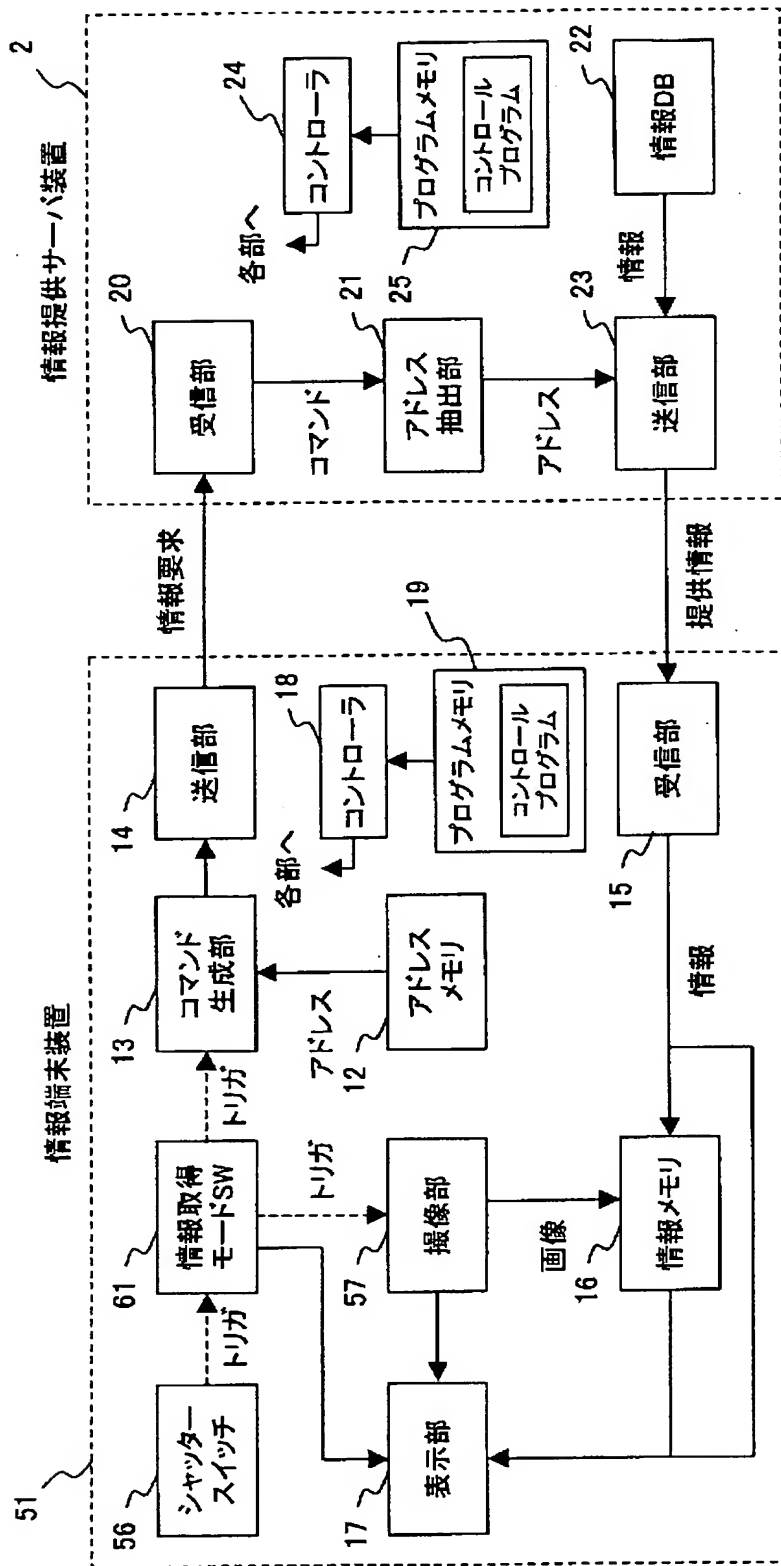 情報端末装置
51
56
シャッター
スイッチ
トリガ
61
情報取得
モードSW
トリガ
トリガ
13
コマンド
生成部
14
送信部
情報要求
アドレス
12
アドレス
メモリ
各部へ
18
コントローラ
19
プログラムメモリ
コントロール
プログラム
57
撮像部
17
表示部
画像
16
情報メモリ
情報
15
受信部
提供情報
情報提供サーバ装置
2
20
受信部
コマンド
21
アドレス
抽出部
アドレス
23
送信部
各部へ
24
コントローラ
25
プログラムメモリ
コントロール
プログラム
22
情報DB
情報